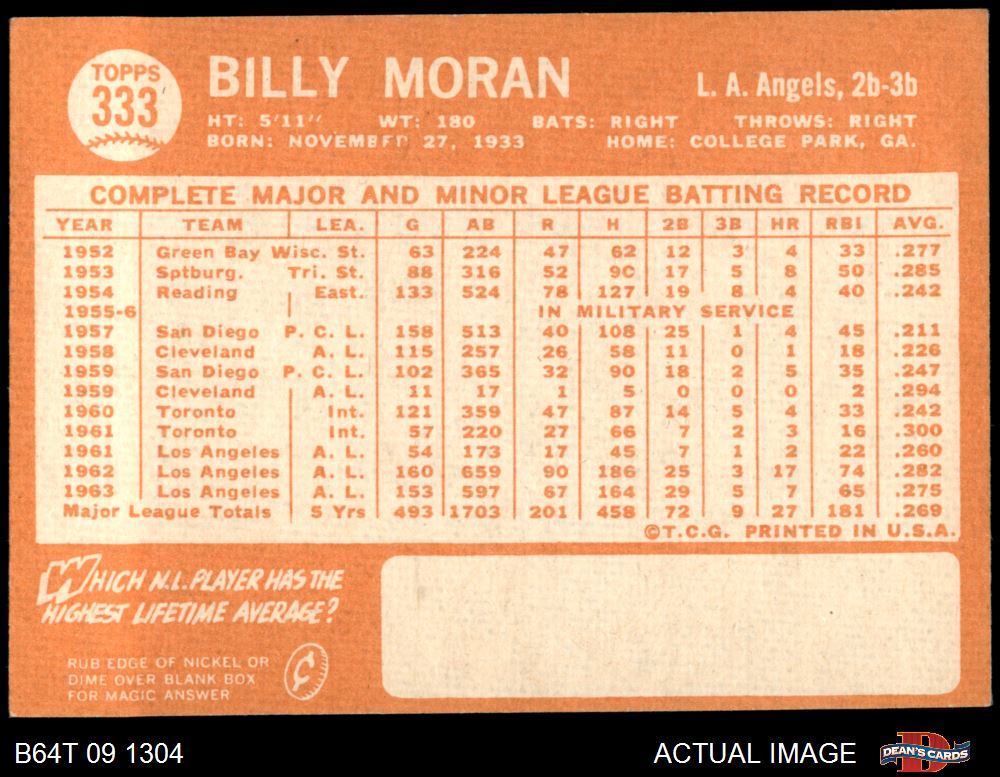 TOPPS
333
BILLY MORAN
L. A. Angels, 2b-3b
HT: 5'11" WT: 180 BATS: RIGHT THROWS: RIGHT
BORN: NOVEMBER 27, 1933 HOME: COLLEGE PARK, GA.
COMPLETE MAJOR AND MINOR LEAGUE BATTING RECORD
YEAR TEAM LEA. G AB R H 2B 3B HR RBI AVG.
1952 Green Bay Wisc. St. 63 224 47 62 12 3 4 33 .277
1953 Sptburg. Tri. St. 88 316 52 90 17 5 8 50 .285
1954 Reading East. 133 524 78 127 19 8 4 40 .242
1955-6 IN MILITARY SERVICE
1957 San Diego P. C. L. 158 513 40 108 25 1 4 45 .211
1958 Cleveland A. L. 115 257 26 58 11 0 1 18 .226
1959 San Diego P. C. L. 102 365 32 90 18 2 5 35 .247
1959 Cleveland A. L. 11 17 1 5 0 0 0 2 .294
1960 Toronto Int. 121 359 47 87 14 5 4 33 .242
1961 Toronto Int. 57 220 27 66 7 2 3 16 .300
1961 Los Angeles A. L. 54 173 17 45 7 1 2 22 .260
1962 Los Angeles A. L. 160 659 90 186 25 3 17 74 .282
1963 Los Angeles A. L. 153 597 67 164 29 5 7 65 .275
Major League Totals 5 Yrs 493 1703 201 458 72 9 27 181 .269
©T.C.G. PRINTED IN U.S.A.
WHICH N.L. PLAYER HAS THE
HIGHEST LIFETIME AVERAGE?
RUB EDGE OF NICKEL OR
DIME OVER BLANK BOX
FOR MAGIC ANSWER
¢
B64T 09 1304
ACTUAL IMAGE
D
DEAN'S CARDS